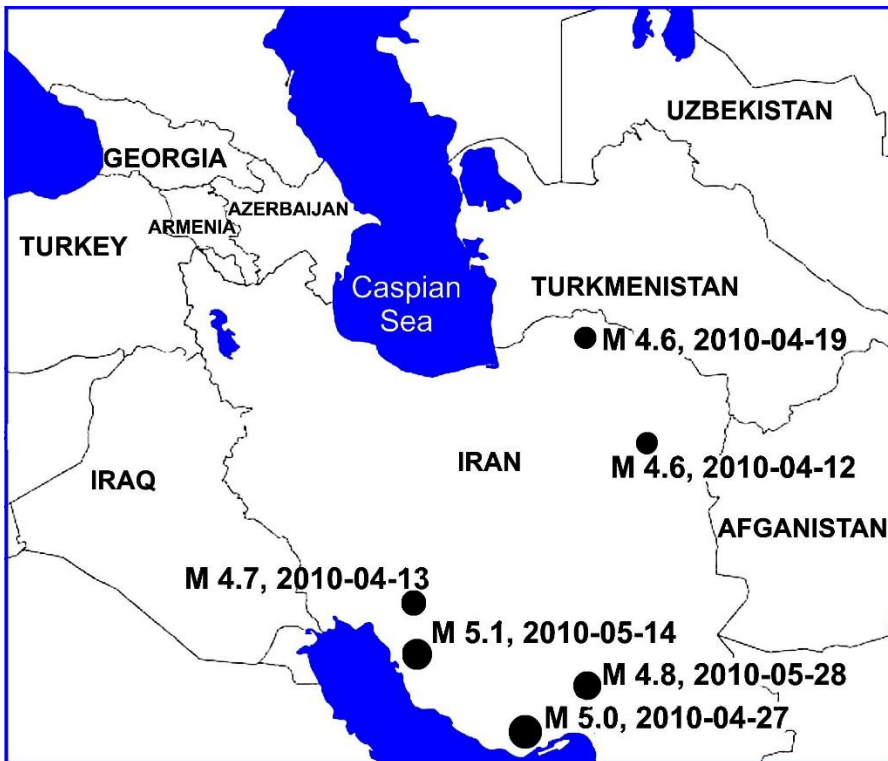 UZBEKISTAN
GEORGIA
ARMENIA
AZERBAIJAN
TURKEY
Caspian
Sea
TURKMENISTAN
M 4.6, 2010-04-19
IRAN
M 4.6, 2010-04-12
IRAQ
AFGANISTAN
M 4.7, 2010-04-13
M 5.1, 2010-05-14
M 4.8, 2010-05-28
M 5.0, 2010-04-27